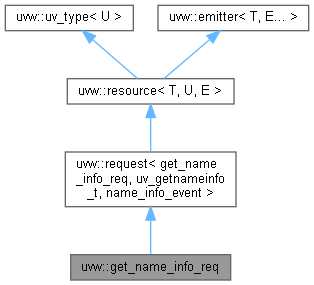 uvw::uv_type< U >
uvw::emitter< T, E... >
uvw::resource< T, U, E >
uvw::request< get_name
_info_req, uv_getnameinfo
_t, name_info_event >
uvw::get_name_info_req